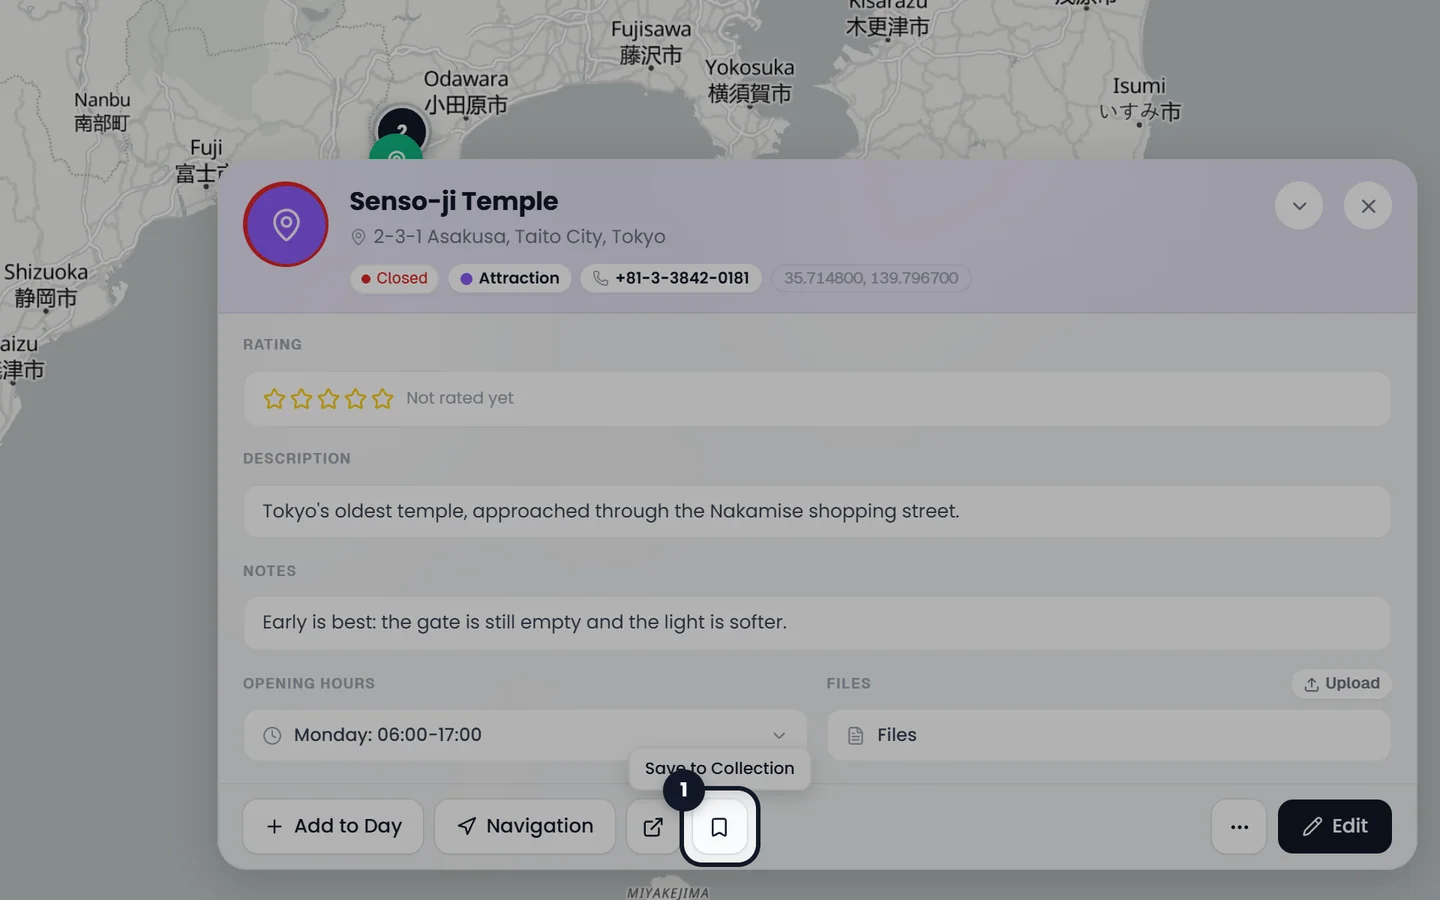 Kisarazu
木更津市
茂原市
Fujisawa
藤沢市
Yokosuka
横須賀市
Odawara
小田原市
Isumi
いすみ市
Nanbu
南部町
2
Fuji
Shizuoka
静岡市
Senso-ji Temple
2-3-1 Asakusa, Taito City, Tokyo
Closed
Attraction
+81-3-3842-0181
35.714800, 139.796700
RATING
Not rated yet
DESCRIPTION
Tokyo's oldest temple, approached through the Nakamise shopping street.
NOTES
Early is best: the gate is still empty and the light is softer.
OPENING HOURS
FILES
Upload
Monday: 06:00-17:00
Files
Save to Collection
1
Add to Day
Navigation
Edit
MIYAKEJIMA